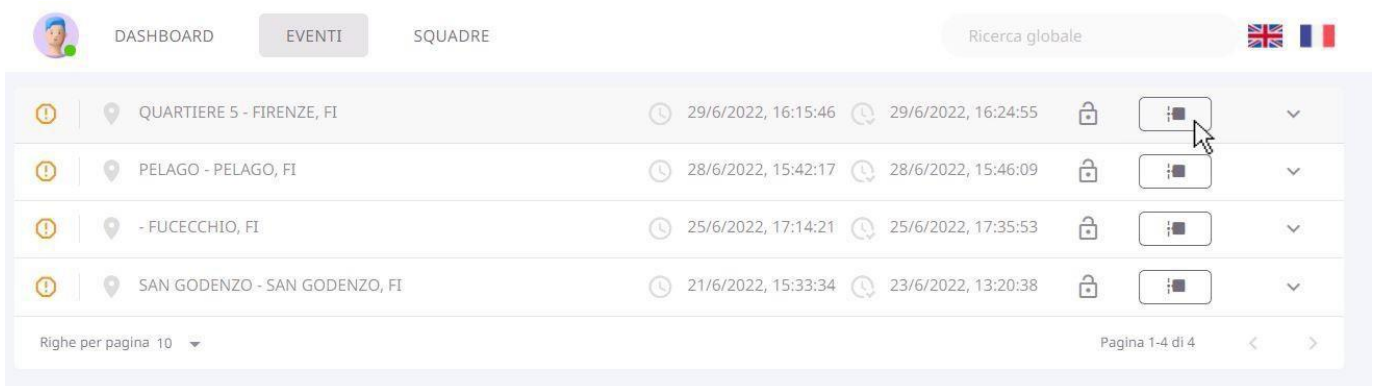 DASHBOARD EVENTI SQUADRE Ricerca globale
QUARTIERE 5 - FIRENZE, FI 29/6/2022, 16:15:46 29/6/2022, 16:24:55
PELAGO - PELAGO, FI 28/6/2022, 15:42:17 28/6/2022, 15:46:09
- FUCECCHIO, FI 25/6/2022, 17:14:21 25/6/2022, 17:35:53
SAN GODENZO - SAN GODENZO, FI 21/6/2022, 15:33:34 23/6/2022, 13:20:38
Righe per pagina 10 Pagina 1-4 di 4